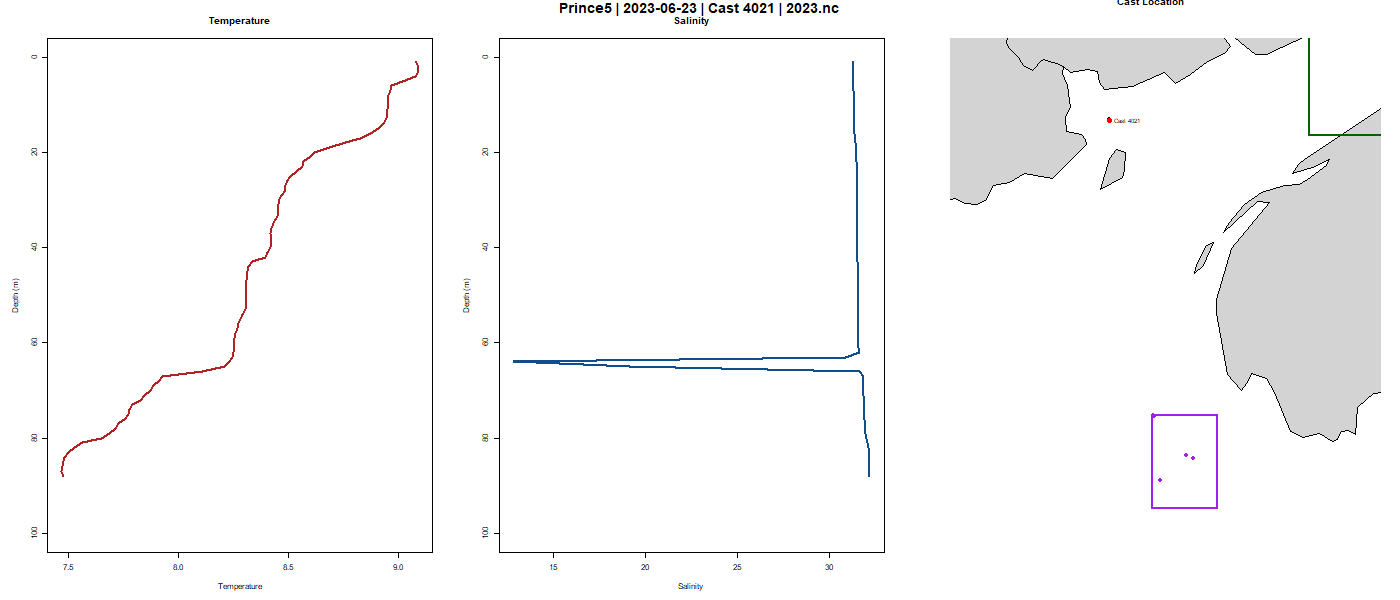 Prince5 | 2023-06-23 | Cast 4021 | 2023.nc
Temperature
0
20
40
60
80
100
Depth (m)
7.5
8.0
8.5
9.0
Temperature
Salinity
0
20
40
60
80
100
Depth (m)
15
20
25
30
Salinity
Cast Location
Cast 4021